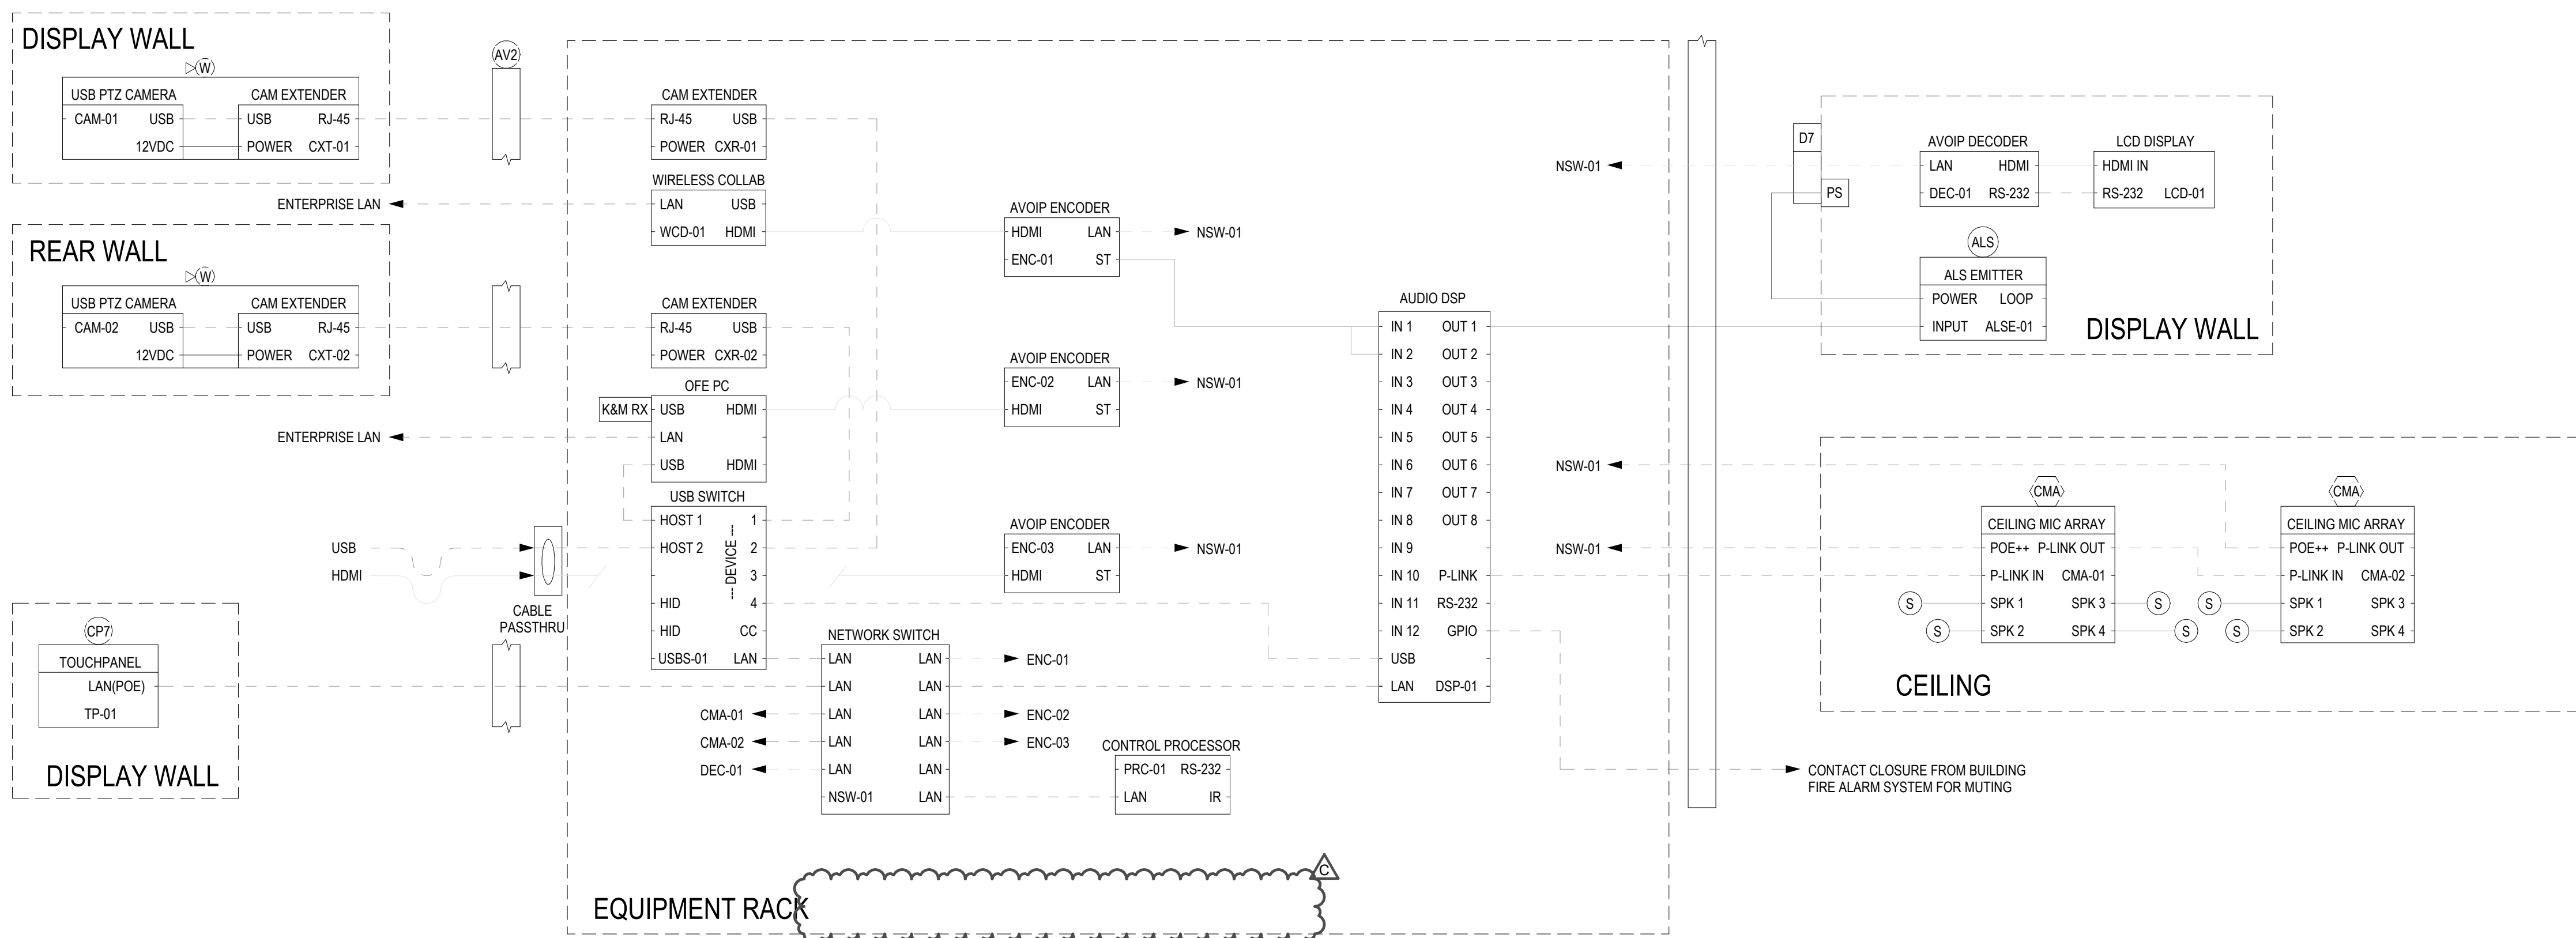 DISPLAY WALL
W
USB PTZ CAMERA
CAM EXTENDER
CAM-01 USB
USB RJ-45
12VDC
POWER CXT-01
AV2
CAM EXTENDER
RJ-45 USB
POWER CXR-01
WIRELESS COLLAB
LAN USB
WCD-01 HDMI
ENTERPRISE LAN
REAR WALL
W
USB PTZ CAMERA
CAM EXTENDER
CAM-02 USB
USB RJ-45
12VDC
POWER CXT-02
CAM EXTENDER
RJ-45 USB
POWER CXR-02
OFE PC
K&M RX
USB HDMI
LAN
USB HDMI
ENTERPRISE LAN
USB SWITCH
HOST 1 1
HOST 2 2
3
HID 4
HID CC
USBS-01 LAN
--DEVICE --
USB
HDMI
CABLE
PASSTHRU
CP7
TOUCHPANEL
LAN(POE)
TP-01
DISPLAY WALL
AVOIP ENCODER
HDMI LAN
ENC-01 ST
NSW-01
AVOIP ENCODER
ENC-02 LAN
HDMI ST
NSW-01
AVOIP ENCODER
ENC-03 LAN
HDMI ST
NSW-01
NETWORK SWITCH
LAN LAN
LAN LAN
LAN LAN
LAN LAN
LAN LAN
NSW-01 LAN
CMA-01
CMA-02
DEC-01
ENC-01
ENC-02
ENC-03
CONTROL PROCESSOR
PRC-01 RS-232
LAN IR
EQUIPMENT RACK
C
AUDIO DSP
IN 1 OUT 1
IN 2 OUT 2
IN 3 OUT 3
IN 4 OUT 4
IN 5 OUT 5
IN 6 OUT 6
IN 7 OUT 7
IN 8 OUT 8
IN 9
IN 10 P-LINK
IN 11 RS-232
IN 12 GPIO
USB
LAN DSP-01
NSW-01
NSW-01
NSW-01
D7
PS
AVOIP DECODER
LAN HDMI
DEC-01 RS-232
LCD DISPLAY
HDMI IN
RS-232 LCD-01
ALS
ALS EMITTER
POWER LOOP
INPUT ALSE-01
DISPLAY WALL
CMA
CEILING MIC ARRAY
POE++ P-LINK OUT
P-LINK IN CMA-01
S SPK 1 SPK 3 S
S SPK 2 SPK 4 S
CMA
CEILING MIC ARRAY
POE++ P-LINK OUT
P-LINK IN CMA-02
S SPK 1 SPK 3
S SPK 2 SPK 4
CEILING
CONTACT CLOSURE FROM BUILDING
FIRE ALARM SYSTEM FOR MUTING